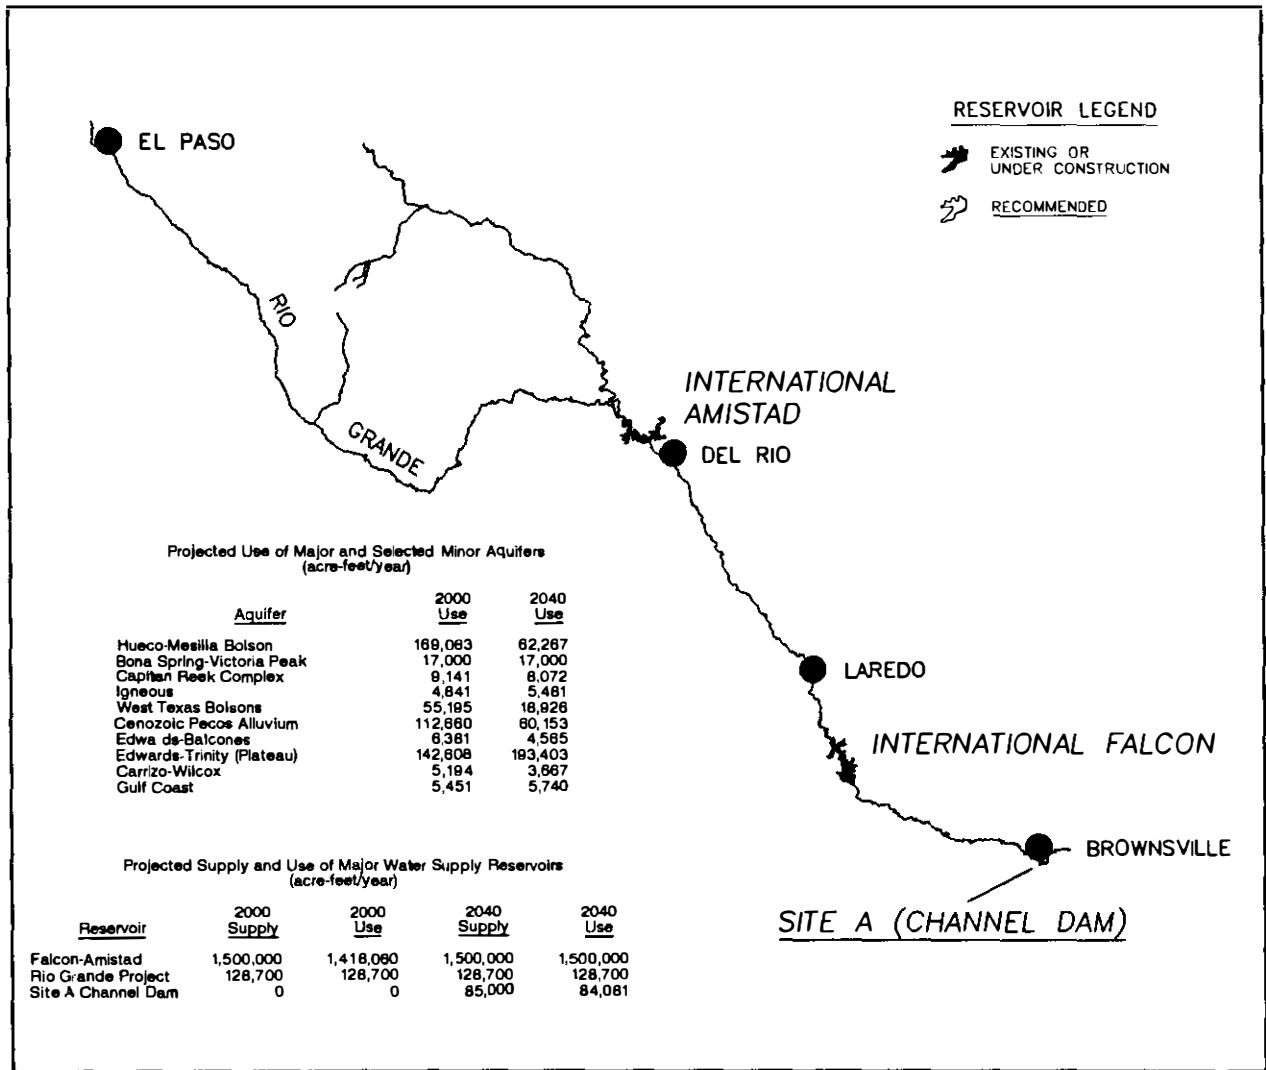 RESERVOIR LEGEND
EXISTING OR
UNDER CONSTRUCTION
RECOMMENDED
EL PASO
RIO
GRANDE
INTERNATIONAL
AMISTAD
DEL RIO
LAREDO
INTERNATIONAL FALCON
BROWNSVILLE
SITE A (CHANNEL DAM)
Projected Use of Major and Selected Minor Aquifers
(acre-feet/year)
2000 2040
Aquifer Use Use
Hueco-Mesilla Bolson 169,063 62,267
Bona Spring-Victoria Peak 17,000 17,000
Capitan Reek Complex 9,141 8,072
Igneous 4,841 5,481
West Texas Bolsons 55,195 18,926
Cenozoic Pecos Alluvium 112,660 60,153
Edwa ds-Balcones 6,381 4,565
Edwards-Trinity (Plateau) 142,608 193,403
Carrizo-Wilcox 5,194 3,667
Gulf Coast 5,451 5,740
Projected Supply and Use of Major Water Supply Reservoirs
(acre-feet/year)
2000 2000 2040 2040
Reservoir Supply Use Supply Use
Falcon-Amistad 1,500,000 1,418,060 1,500,000 1,500,000
Rio Grande Project 128,700 128,700 128,700 128,700
Site A Channel Dam 0 0 85,000 84,081